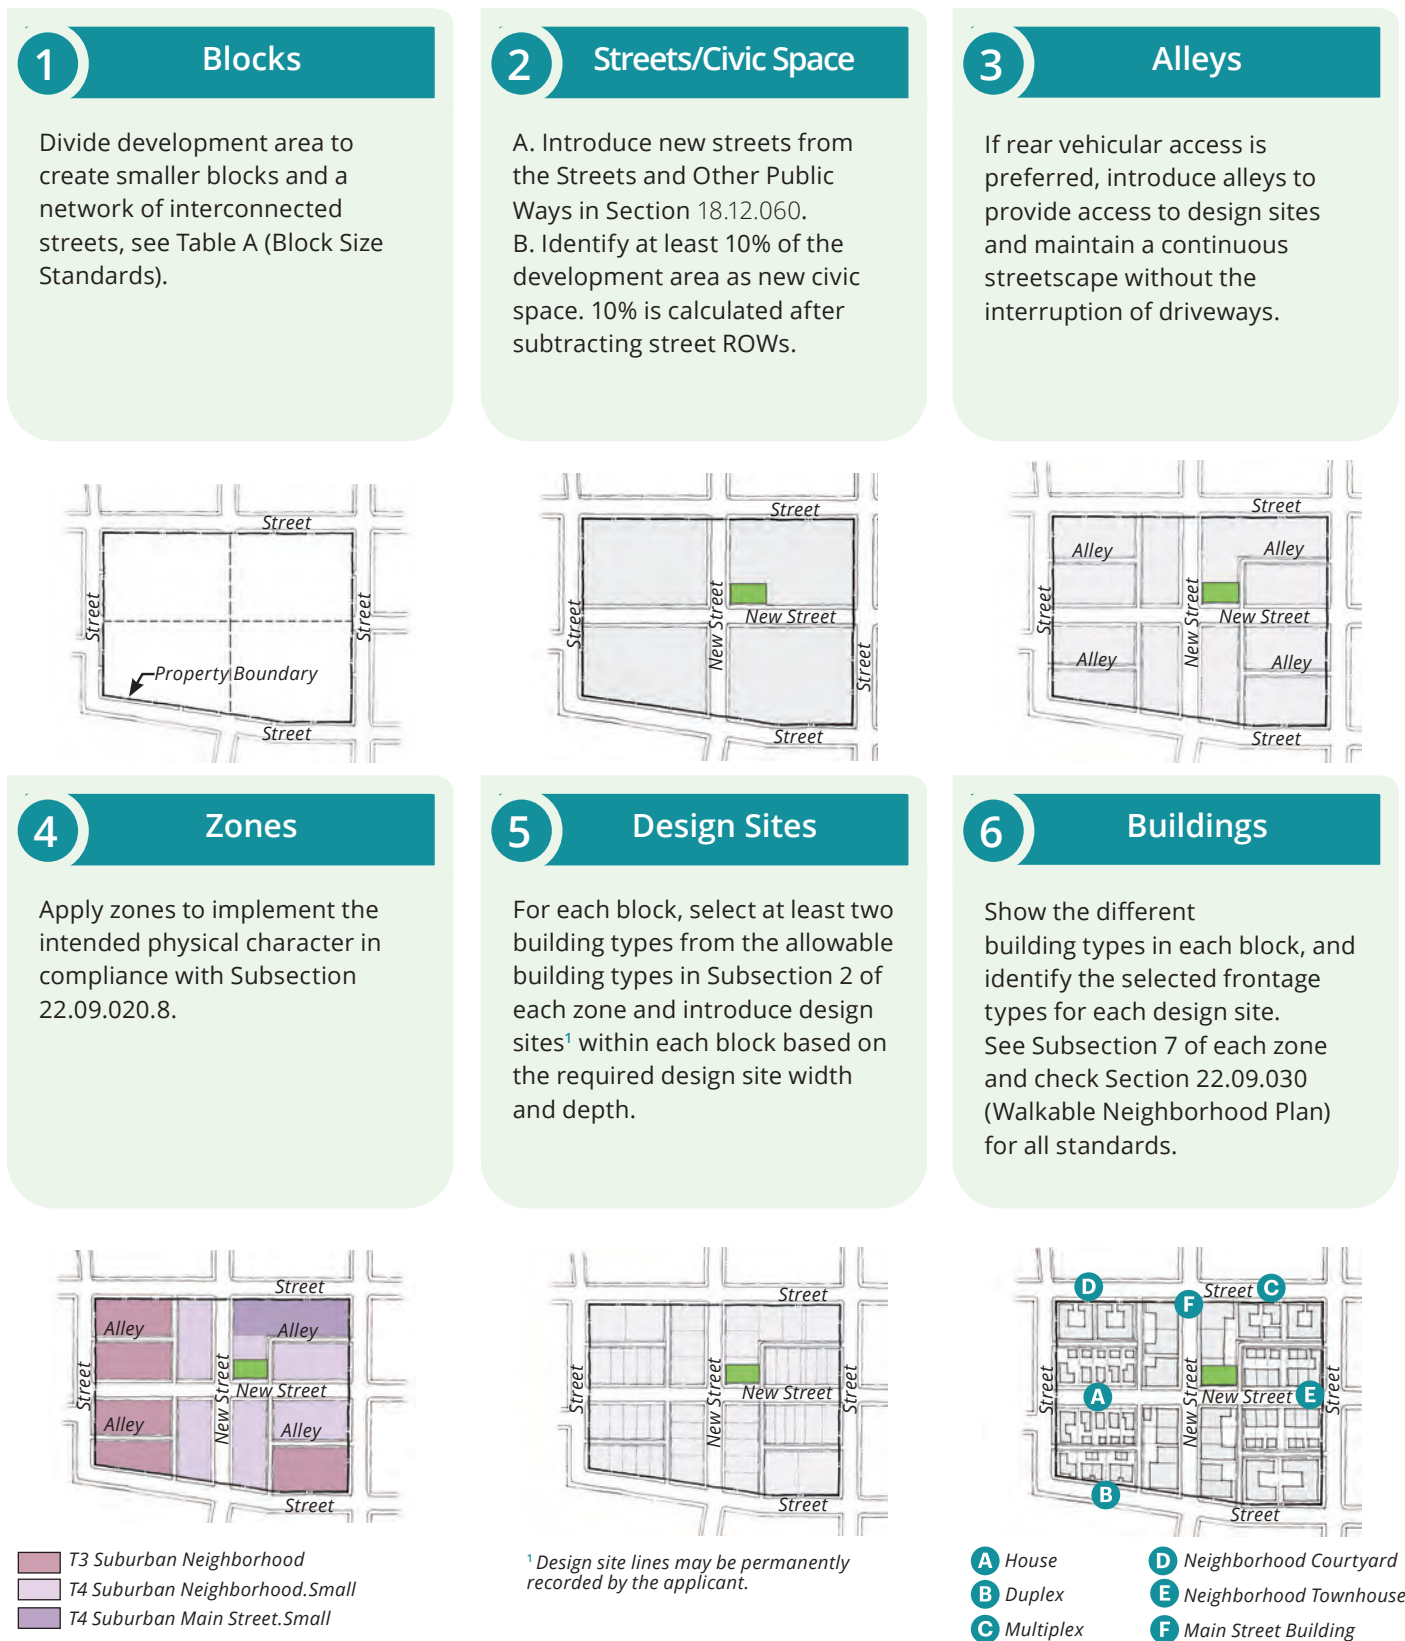 1
Blocks
Divide development area to
create smaller blocks and a
network of interconnected
streets, see Table A (Block Size
Standards).
2
Streets/Civic Space
A. Introduce new streets from
the Streets and Other Public
Ways in Section 18.12.060.
B. Identify at least 10% of the
development area as new civic
space. 10% is calculated after
subtracting street ROWs.
3
Alleys
If rear vehicular access is
preferred, introduce alleys to
provide access to design sites
and maintain a continuous
streetscape without the
interruption of driveways.
Street
Street
Street
Property Boundary
Street
Street
Street
New Street
New Street
Street
Street
Street
Alley
Alley
Street
New Street
New Street
Alley
Alley
Street
4
Zones
Apply zones to implement the
intended physical character in
compliance with Subsection
22.09.020.8.
5
Design Sites
For each block, select at least two
building types from the allowable
building types in Subsection 2 of
each zone and introduce design
sites¹ within each block based on
the required design site width
and depth.
6
Buildings
Show the different
building types in each block, and
identify the selected frontage
types for each design site.
See Subsection 7 of each zone
and check Section 22.09.030
(Walkable Neighborhood Plan)
for all standards.
Street
Alley
Alley
Street
New Street
New Street
Alley
Alley
Street
T3 Suburban Neighborhood
T4 Suburban Neighborhood.Small
T4 Suburban Main Street.Small
Street
Street
New Street
New Street
Street
Street
¹ Design site lines may be permanently
recorded by the applicant.
D
F
Street
C
Street
A
New Street
New Street
E
Street
B
Street
A House
B Duplex
C Multiplex
D Neighborhood Courtyard
E Neighborhood Townhouse
F Main Street Building